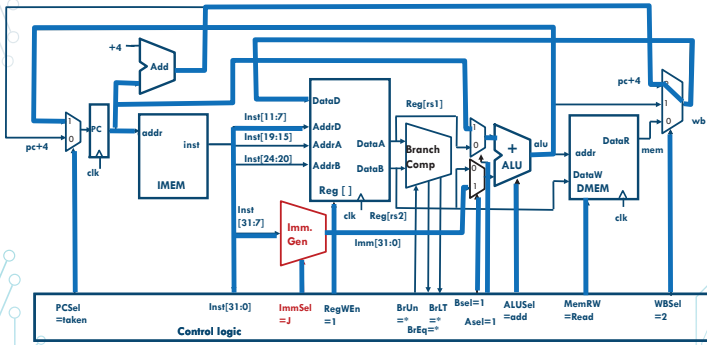 +4
Add
pc+4
wb
1
0
PC
pc+4
clk
addr
inst
IMEM
Inst[11:7]
Inst[19:15]
Inst[24:20]
DataD
AddrD
AddrA
AddrB
DataA
DataB
Reg [ ]
clk
Reg[rs1]
Reg[rs2]
Branch
Comp
1
0
0
1
+
ALU
alu
addr
DataW
DataR
DMEM
clk
mem
2
1
0
Inst
[31:7]
Imm.
Gen
Imm[31:0]
PCSel
=taken
Inst[31:0]
ImmSel
=J
RegWEn
=1
BrUn
=*
BrEq=*
BrLT
=*
Bsel=1
Asel=1
ALUSel
=add
MemRW
=Read
WBSel
=2
Control logic